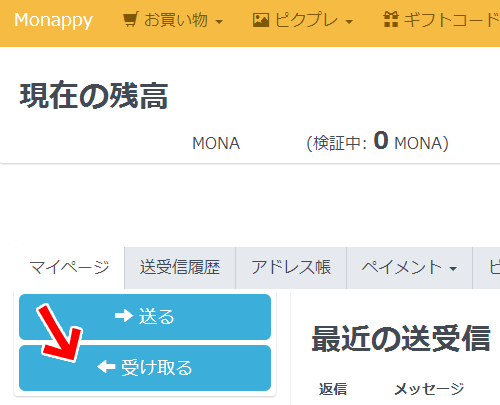 Monappy お買い物 ピクプレ ギフトコード
現在の残高
MONA (検証中: 0 MONA)
マイページ 送受信履歴 アドレス帳 ペイメント ピ
送る
受け取る
最近の送受信
返信 メッセージ